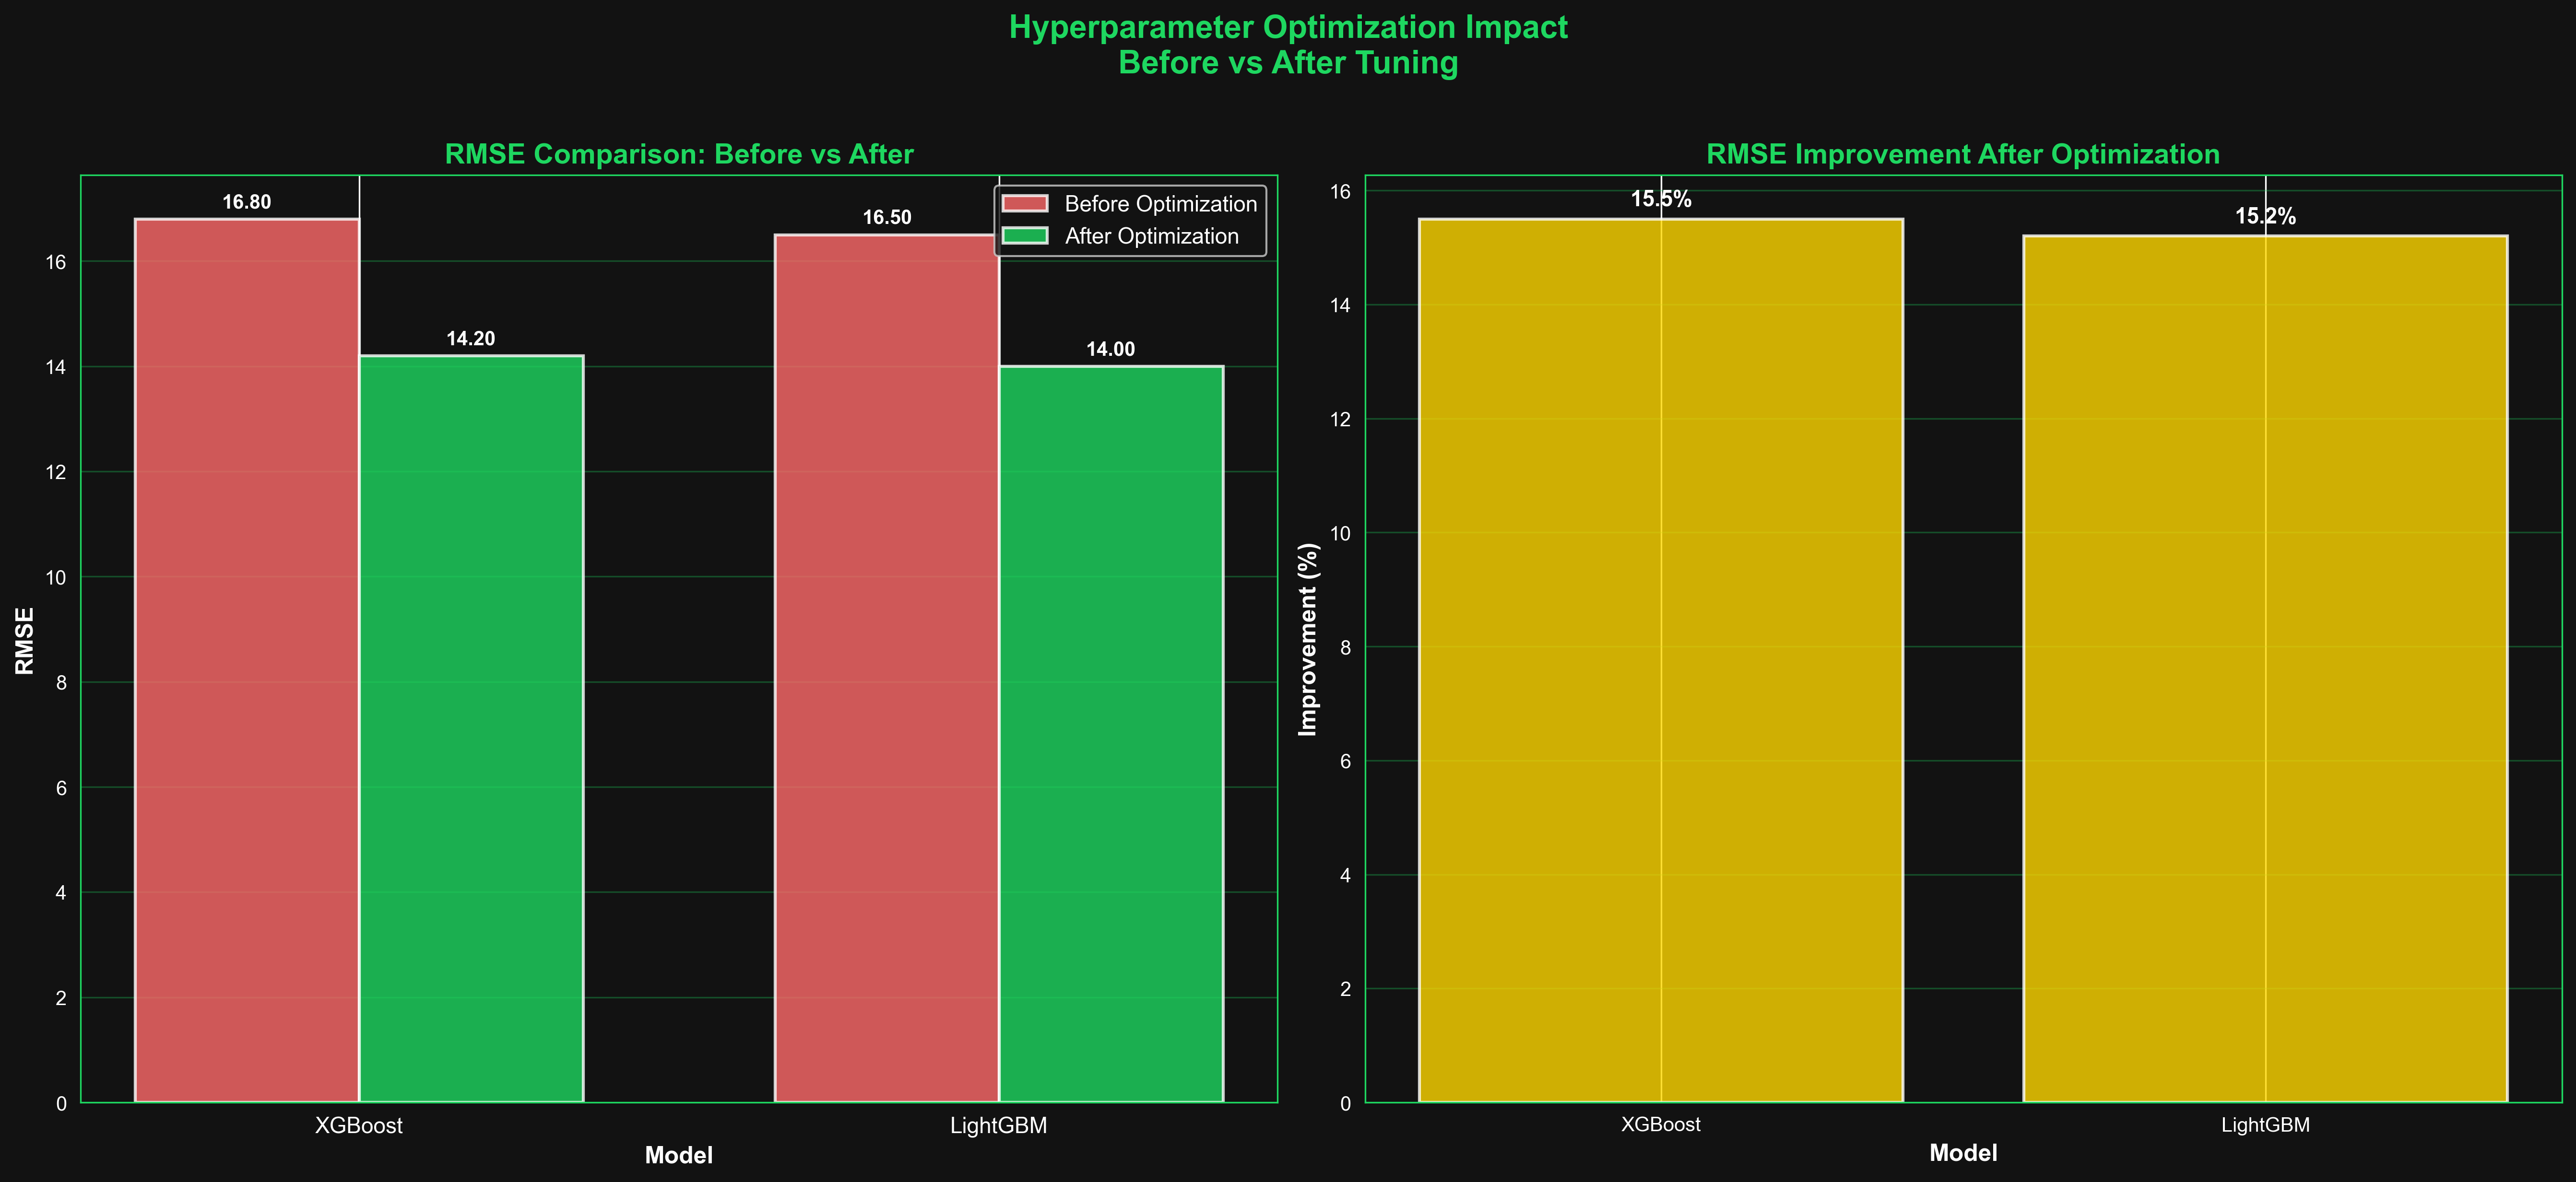 Hyperparameter Optimization Impact
Before vs After Tuning
RMSE Comparison: Before vs After
16.80
14.20
16.50
14.00
Before Optimization
After Optimization
16
14
12
10
8
6
4
2
0
RMSE
XGBoost
LightGBM
Model
RMSE Improvement After Optimization
15.5%
15.2%
16
14
12
10
8
6
4
2
0
Improvement (%)
XGBoost
LightGBM
Model